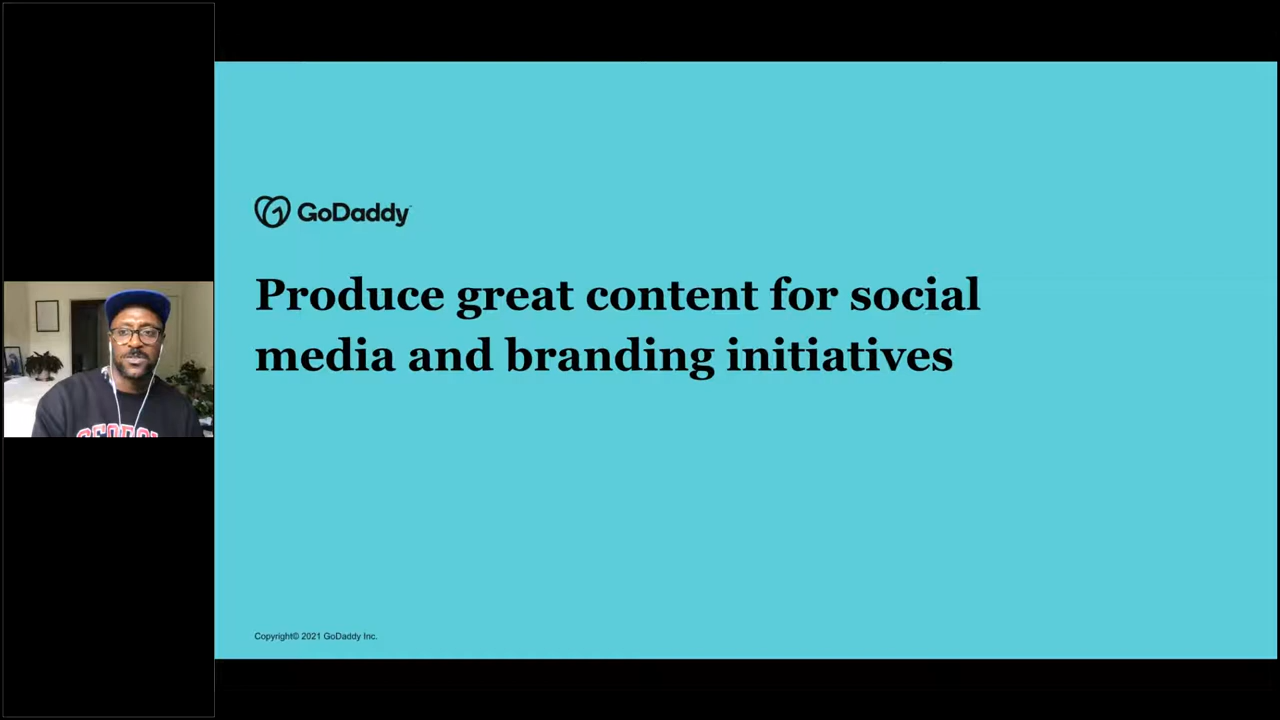 GoDaddy
Produce great content for social
media and branding initiatives
Copyright© 2021 GoDaddy Inc.